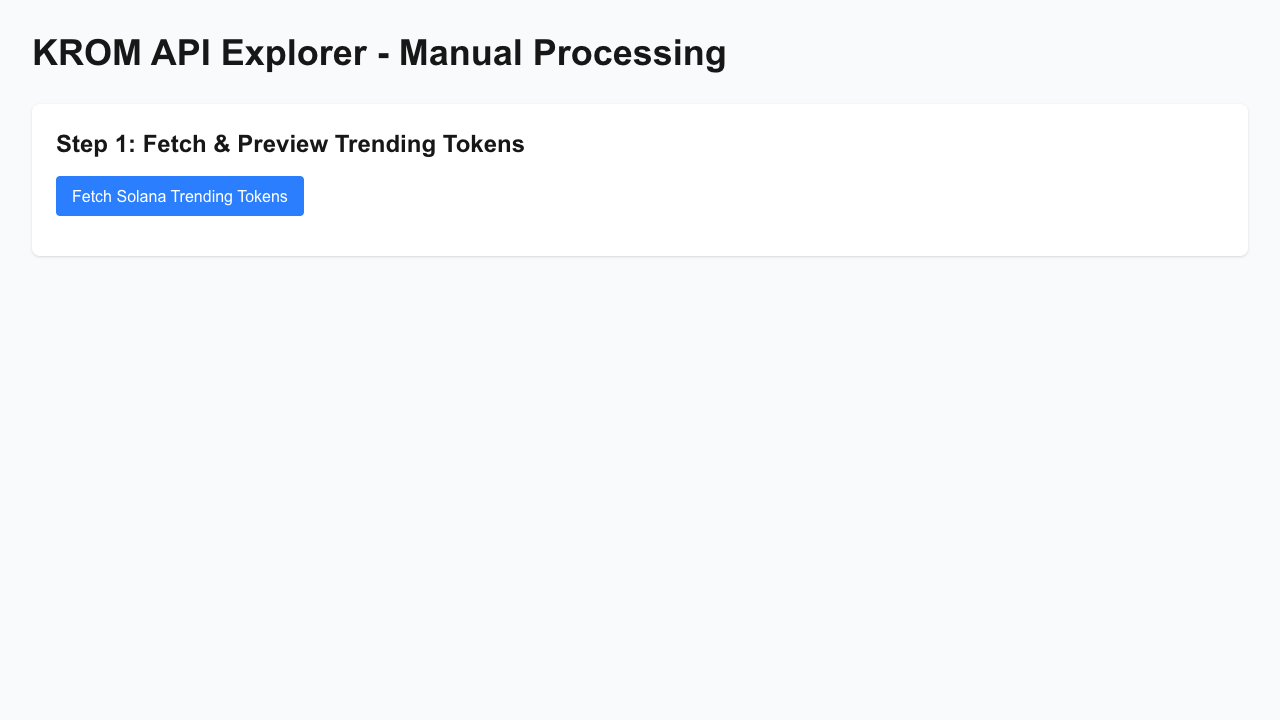 KROM API Explorer - Manual Processing
Step 1: Fetch & Preview Trending Tokens
Fetch Solana Trending Tokens